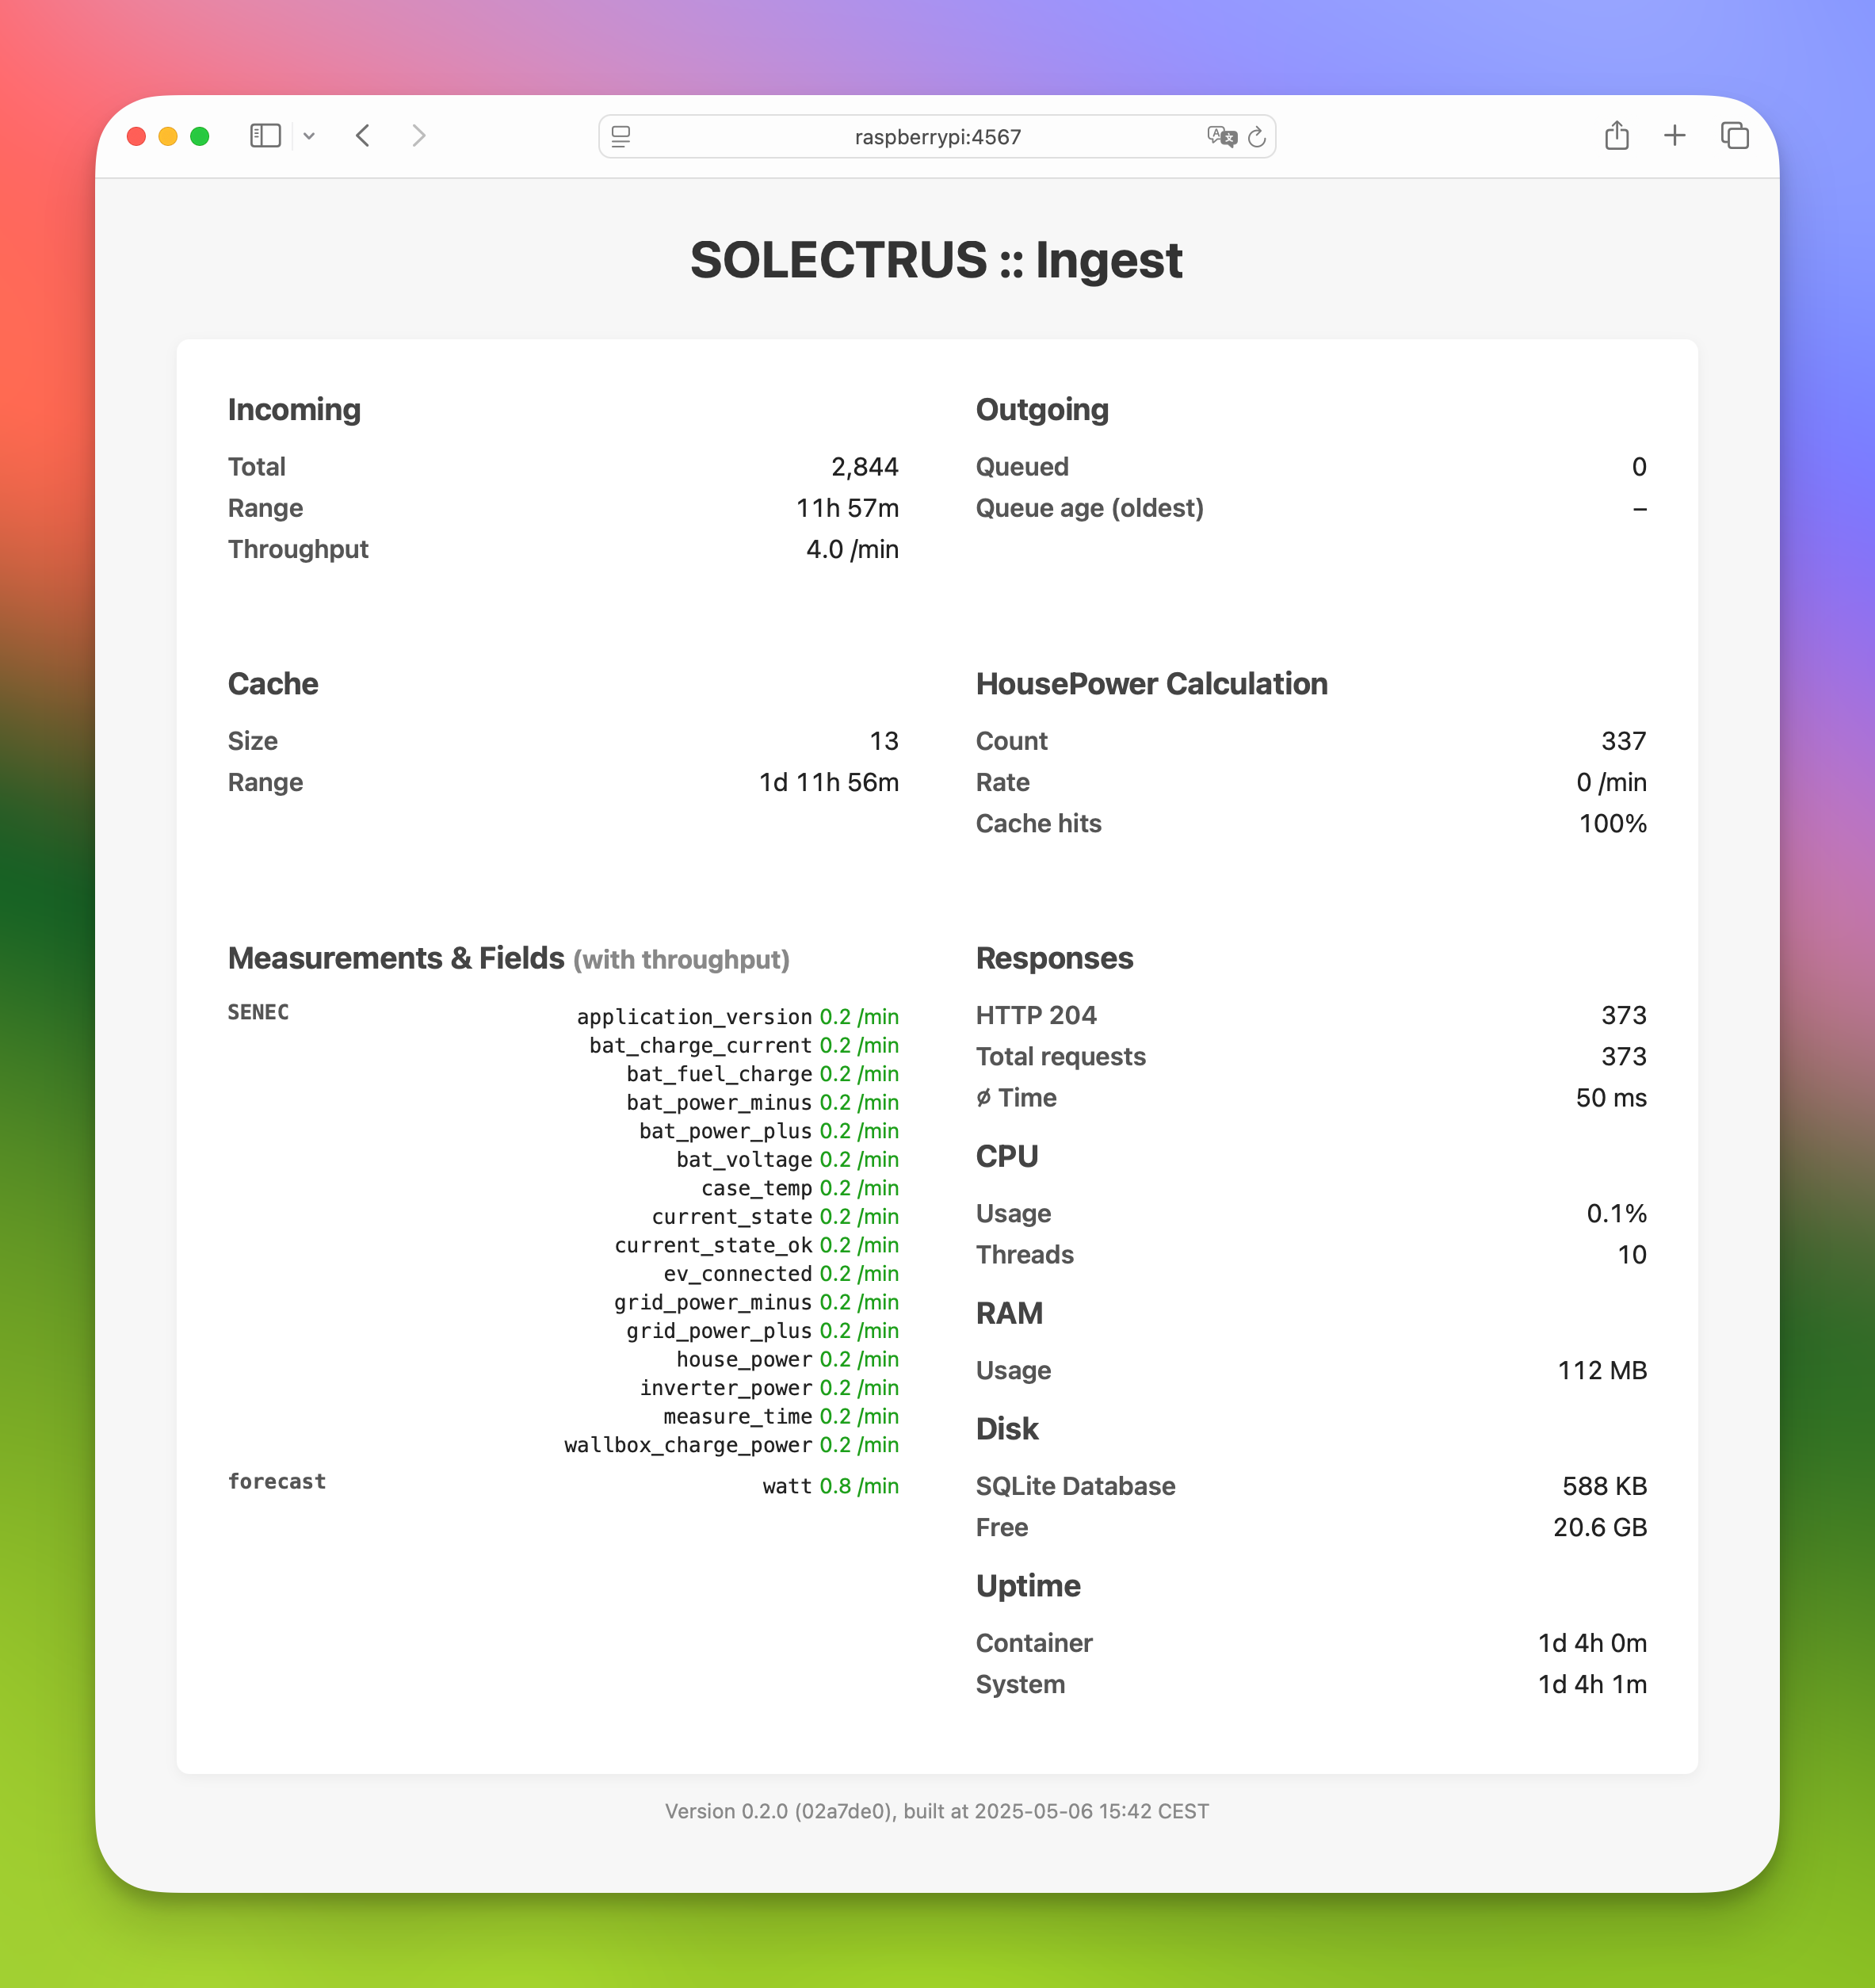 raspberrypi:4567
SOLECTRUS :: Ingest
Incoming
Total 2,844
Range 11h 57m
Throughput 4.0 /min
Outgoing
Queued 0
Queue age (oldest) –
Cache
Size 13
Range 1d 11h 56m
HousePower Calculation
Count 337
Rate 0 /min
Cache hits 100%
Measurements & Fields (with throughput)
SENEC
application_version 0.2 /min
bat_charge_current 0.2 /min
bat_fuel_charge 0.2 /min
bat_power_minus 0.2 /min
bat_power_plus 0.2 /min
bat_voltage 0.2 /min
case_temp 0.2 /min
current_state 0.2 /min
current_state_ok 0.2 /min
ev_connected 0.2 /min
grid_power_minus 0.2 /min
grid_power_plus 0.2 /min
house_power 0.2 /min
inverter_power 0.2 /min
measure_time 0.2 /min
wallbox_charge_power 0.2 /min
forecast
watt 0.8 /min
Responses
HTTP 204 373
Total requests 373
⌀ Time 50 ms
CPU
Usage 0.1%
Threads 10
RAM
Usage 112 MB
Disk
SQLite Database 588 KB
Free 20.6 GB
Uptime
Container 1d 4h 0m
System 1d 4h 1m
Version 0.2.0 (02a7de0), built at 2025-05-06 15:42 CEST